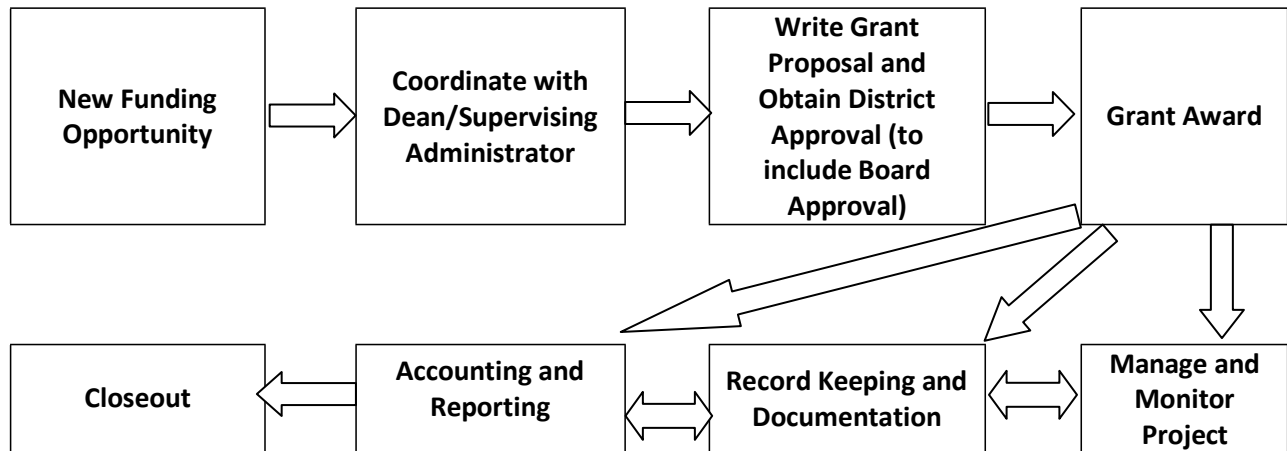 New Funding
Opportunity
Coordinate with
Dean/Supervising
Administrator
Write Grant
Proposal and
Obtain District
Approval (to
include Board
Approval)
Grant Award
Closeout
Accounting and
Reporting
Record Keeping and
Documentation
Manage and
Monitor
Project